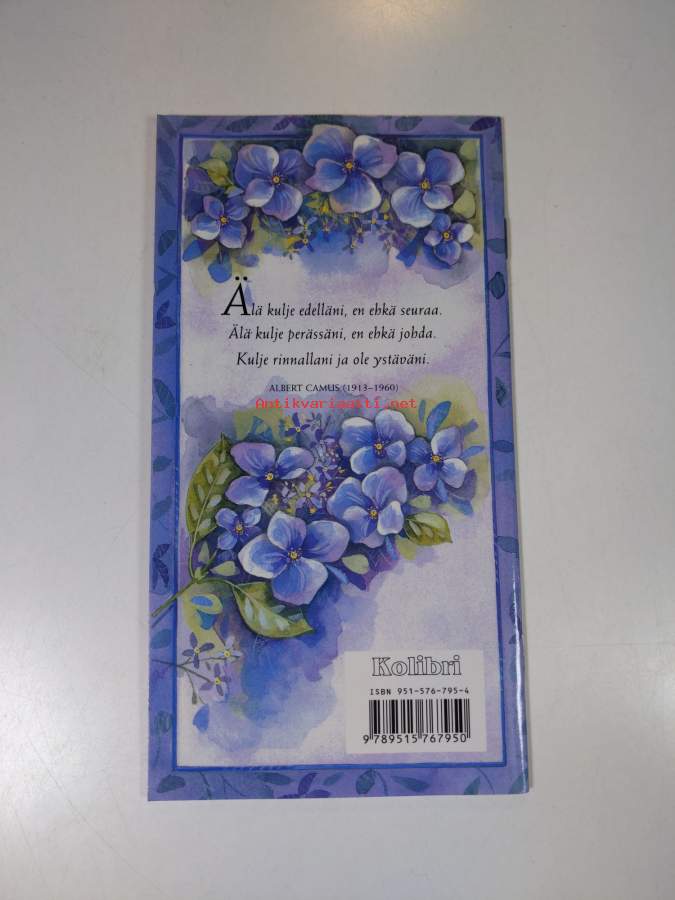 Älä kulje edelläni, en ehkä seuraa.
Älä kulje perässäni, en ehkä johda.
Kulje rinnallani ja ole ystäväni.
ALBERT CAMUS (1913–1960)
Antikvariaatti.net
Kolibri
ISBN 951-576-795-4
9 789515 767950